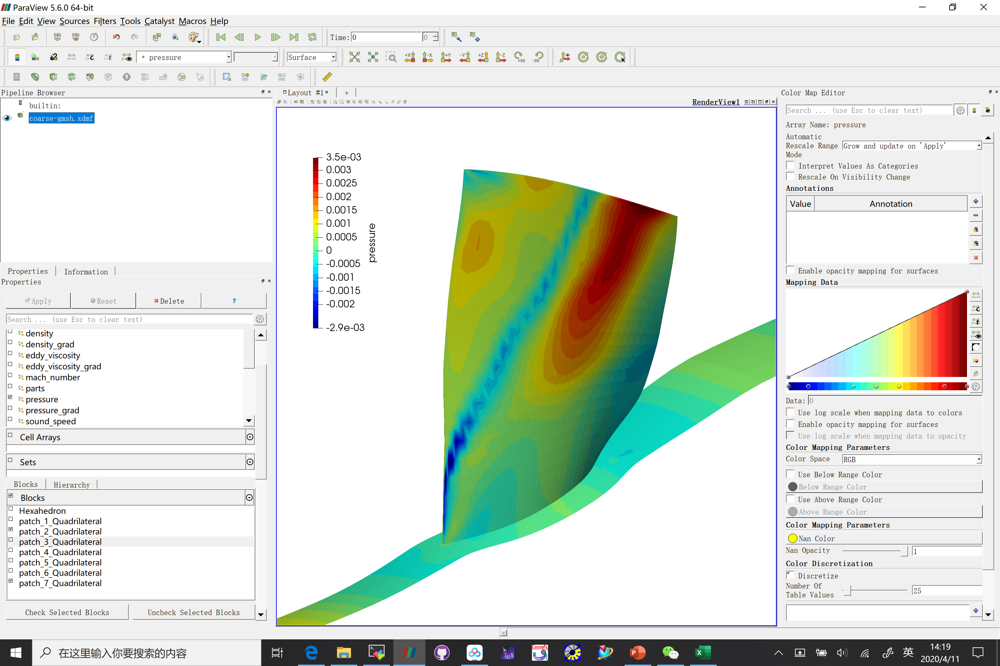 ParaView 5.6.0 64-bit
File Edit View Sources Filters Tools Catalyst Macros Help
Time: 0 0
pressure Surface +X -X +Y -Y +Z -Z +90 -90
Pipeline Browser
builtin:
coarse-gmsh.xdmf
Properties Information
Properties
Apply Reset Delete ?
Search ... (use Esc to clear text)
density
density_grad
eddy_viscosity
eddy_viscosity_grad
mach_number
parts
pressure
pressure_grad
sound_speed
Cell Arrays
Sets
Blocks Hierarchy
Blocks
Hexahedron
patch_1_Quadrilateral
patch_2_Quadrilateral
patch_3_Quadrilateral
patch_4_Quadrilateral
patch_5_Quadrilateral
patch_6_Quadrilateral
patch_7_Quadrilateral
Check Selected Blocks Uncheck Selected Blocks
Layout #1 +
3D RenderView1
3.5e-03
0.003
0.0025
0.002
0.0015
0.001
0.0005
0
-0.0005
-0.001
-0.0015
-0.002
-2.9e-03
pressure
Color Map Editor
Search ... (use Esc to clear text)
Array Name: pressure
Automatic
Rescale Range Grow and update on 'Apply'
Mode
Interpret Values As Categories
Rescale On Visibility Change
Annotations
Value Annotation
Enable opacity mapping for surfaces
Mapping Data
Data: 0
Use log scale when mapping data to colors
Enable opacity mapping for surfaces
Use log scale when mapping data to opacity
Color Mapping Parameters
Color Space RGB
Use Below Range Color
Below Range Color
Use Above Range Color
Above Range Color
Color Mapping Parameters
Nan Color
Nan Opacity 1
Color Discretization
Discretize
Number Of
Table Values 25
在这里输入你要搜索的内容
TEX
Concepts
英
14:19
2020/4/11